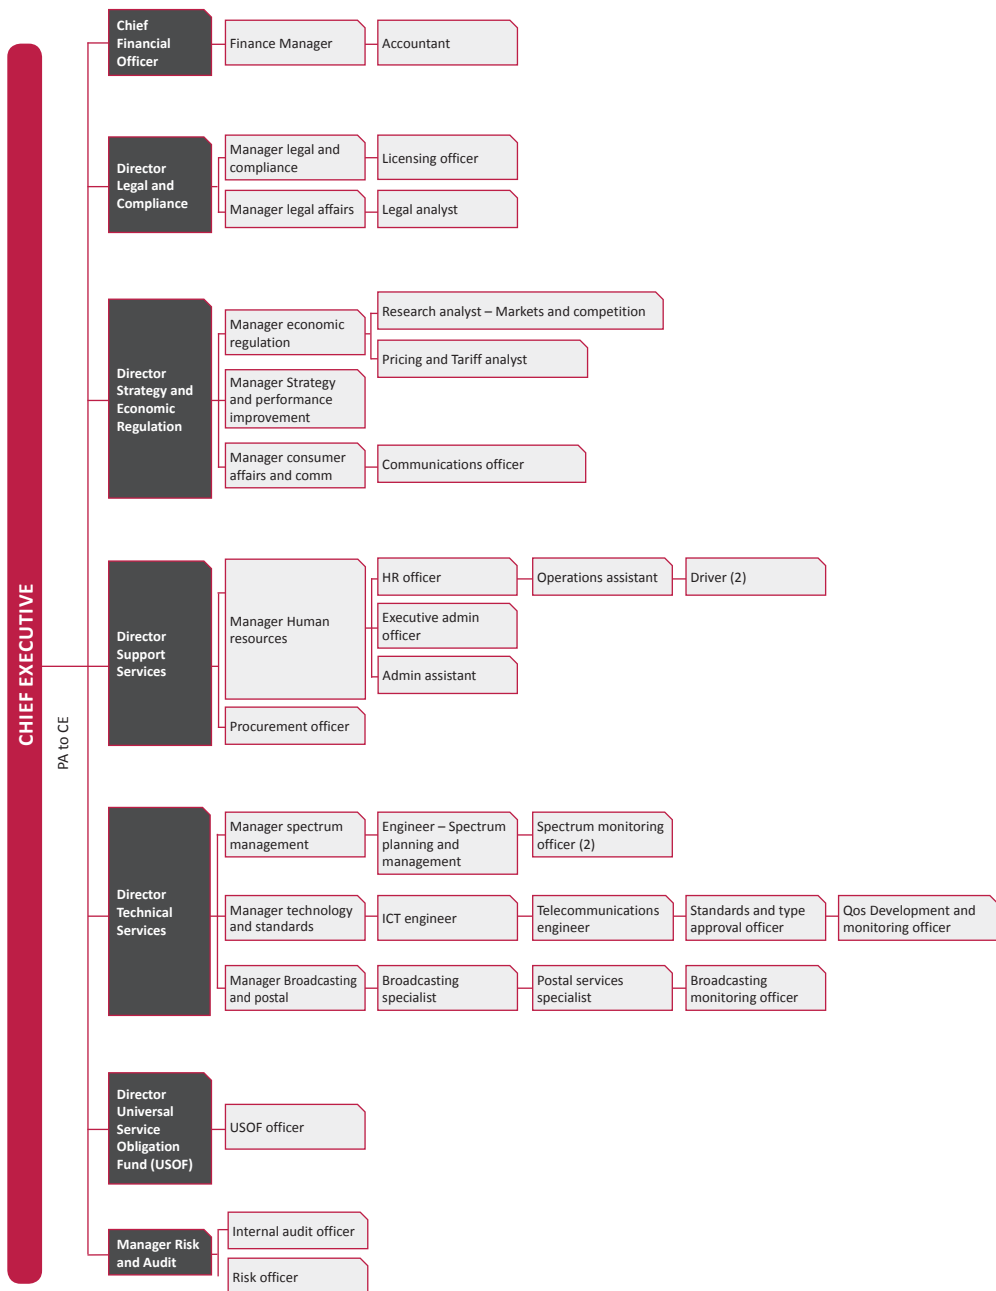 CHIEF EXECUTIVE
PA to CE
Chief
Financial
Officer
Finance Manager
Accountant
Director
Legal and
Compliance
Manager legal and
compliance
Licensing officer
Manager legal affairs
Legal analyst
Director
Strategy and
Economic
Regulation
Manager economic
regulation
Research analyst – Markets and competition
Pricing and Tariff analyst
Manager Strategy
and performance
improvement
Manager consumer
affairs and comm
Communications officer
Director
Support
Services
Manager Human
resources
HR officer
Operations assistant
Driver (2)
Executive admin
officer
Admin assistant
Procurement officer
Director
Technical
Services
Manager spectrum
management
Engineer – Spectrum
planning and
management
Spectrum monitoring
officer (2)
Manager technology
and standards
ICT engineer
Telecommunications
engineer
Standards and type
approval officer
Qos Development and
monitoring officer
Manager Broadcasting
and postal
Broadcasting
specialist
Postal services
specialist
Broadcasting
monitoring officer
Director
Universal
Service
Obligation
Fund (USOF)
USOF officer
Manager Risk
and Audit
Internal audit officer
Risk officer